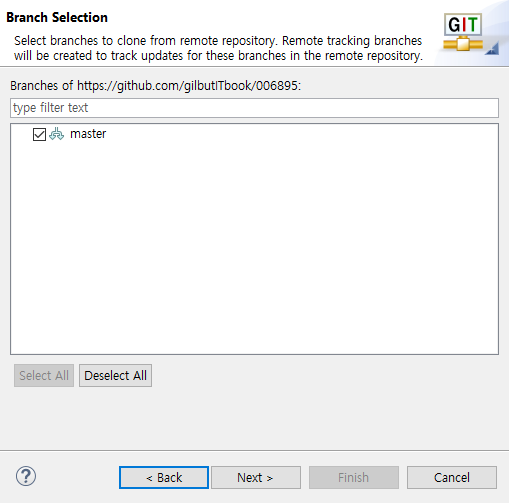 Branch Selection
GIT
Select branches to clone from remote repository. Remote tracking branches
will be created to track updates for these branches in the remote repository.
Branches of https://github.com/gilbutITbook/006895:
type filter text
master
Select All
Deselect All
?
< Back
Next >
Finish
Cancel